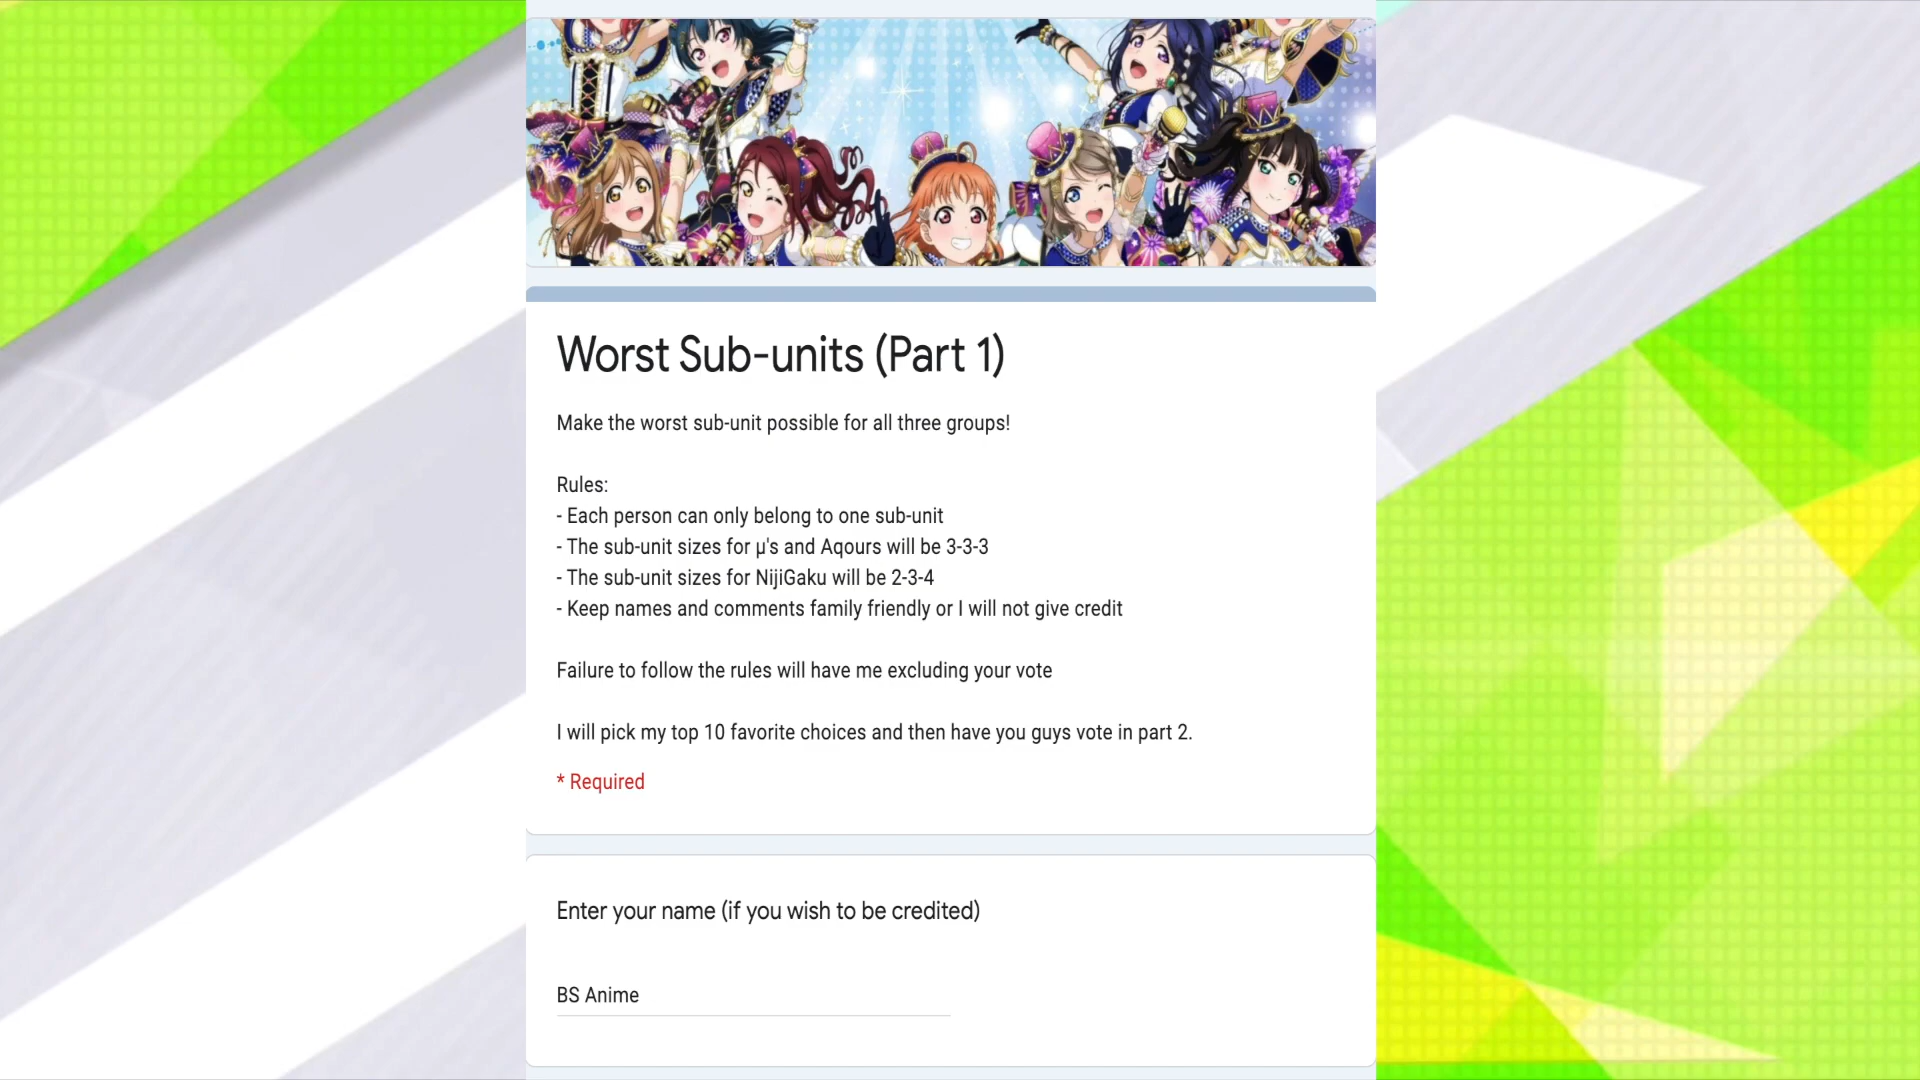 Worst Sub-units (Part 1)
Make the worst sub-unit possible for all three groups!
Rules:
- Each person can only belong to one sub-unit
- The sub-unit sizes for µ's and Aqours will be 3-3-3
- The sub-unit sizes for NijiGaku will be 2-3-4
- Keep names and comments family friendly or I will not give credit
Failure to follow the rules will have me excluding your vote
I will pick my top 10 favorite choices and then have you guys vote in part 2.
* Required
Enter your name (if you wish to be credited)
BS Anime